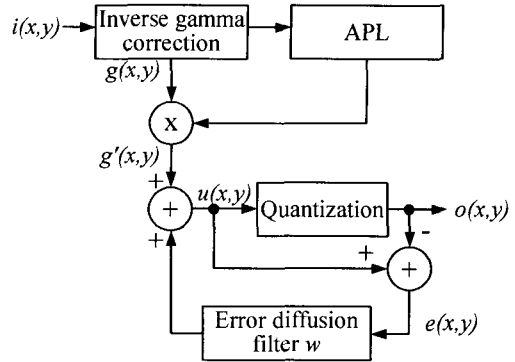 i(x,y)
Inverse gamma
correction
APL
g(x,y)
x
g'(x,y)
+
+
+
u(x,y)
Quantization
o(x,y)
-
+
+
e(x,y)
Error diffusion
filter w